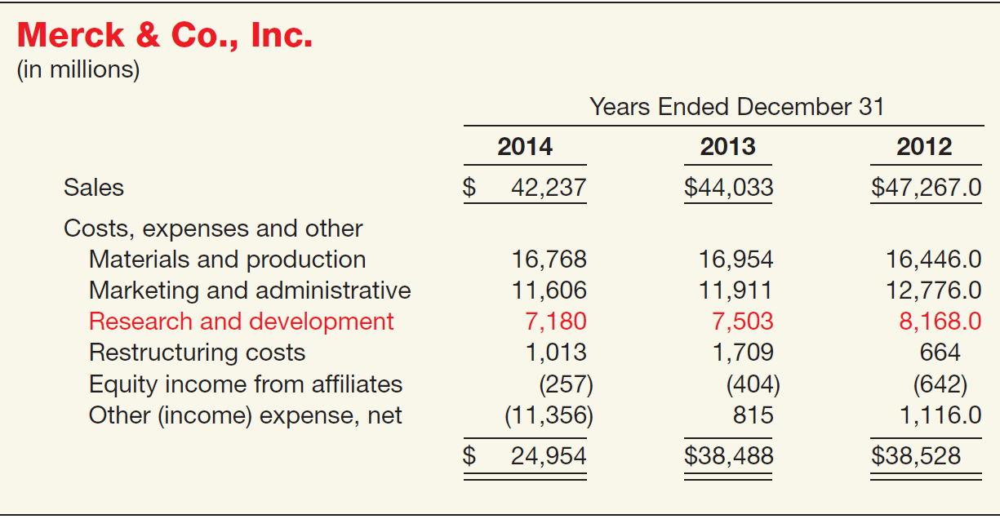 Merck & Co., Inc.
(in millions)
Years Ended December 31
2014 2013 2012
Sales $ 42,237 $44,033 $47,267.0
Costs, expenses and other
Materials and production 16,768 16,954 16,446.0
Marketing and administrative 11,606 11,911 12,776.0
Research and development 7,180 7,503 8,168.0
Restructuring costs 1,013 1,709 664
Equity income from affiliates (257) (404) (642)
Other (income) expense, net (11,356) 815 1,116.0
$ 24,954 $38,488 $38,528